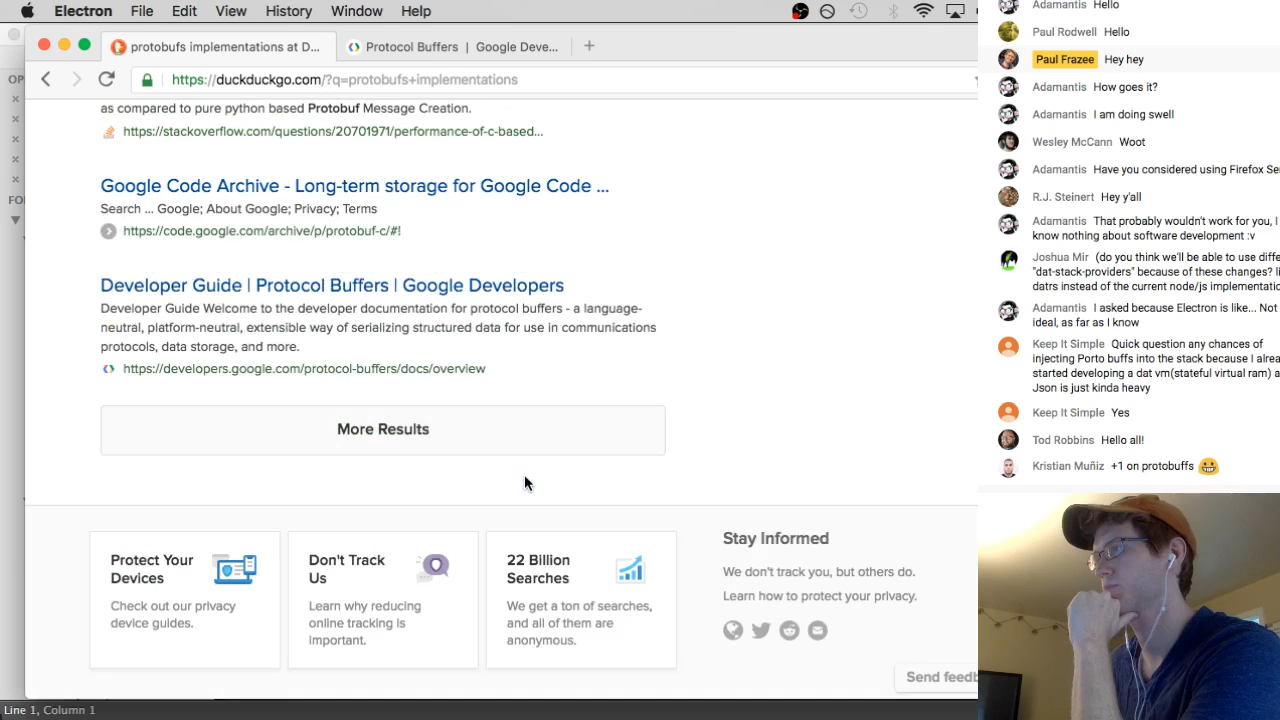 Electron File Edit View History Window Help
protobufs implementations at D...
Protocol Buffers | Google Deve...
https://duckduckgo.com/?q=protobufs+implementations
as compared to pure python based Protobuf Message Creation.
https://stackoverflow.com/questions/20701971/performance-of-c-based...
Google Code Archive - Long-term storage for Google Code ...
Search ... Google; About Google; Privacy; Terms
https://code.google.com/archive/p/protobuf-c/#!
Developer Guide | Protocol Buffers | Google Developers
Developer Guide Welcome to the developer documentation for protocol buffers - a language-
neutral, platform-neutral, extensible way of serializing structured data for use in communications
protocols, data storage, and more.
https://developers.google.com/protocol-buffers/docs/overview
More Results
Protect Your
Devices
Check out our privacy
device guides.
Don't Track
Us
Learn why reducing
online tracking is
important.
22 Billion
Searches
We get a ton of searches,
and all of them are
anonymous.
Stay Informed
We don't track you, but others do.
Learn how to protect your privacy.
Send feedb
OP
FO
Line 1, Column 1
Adamantis Hello
Paul Rodwell Hello
Paul Frazee Hey hey
Adamantis How goes it?
Adamantis I am doing swell
Wesley McCann Woot
Adamantis Have you considered using Firefox Se
R.J. Steinert Hey y'all
Adamantis That probably wouldn't work for you, I
know nothing about software development :v
Joshua Mir (do you think we'll be able to use diffe
"dat-stack-providers" because of these changes? li
datrs instead of the current node/js implementatio
Adamantis I asked because Electron is like... Not
ideal, as far as I know
Keep It Simple Quick question any chances of
injecting Porto buffs into the stack because I alrea
started developing a dat vm(stateful virtual ram) a
Json is just kinda heavy
Keep It Simple Yes
Tod Robbins Hello all!
Kristian Muñiz +1 on protobuffs